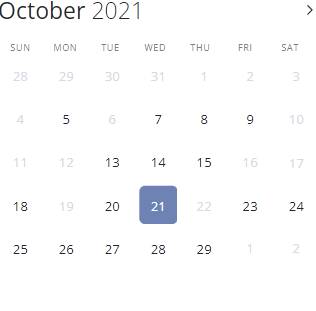 October 2021
SUN MON TUE WED THU FRI SAT
28 29 30 31 1 2 3
4 5 6 7 8 9 10
11 12 13 14 15 16 17
18 19 20 21 22 23 24
25 26 27 28 29 1 2